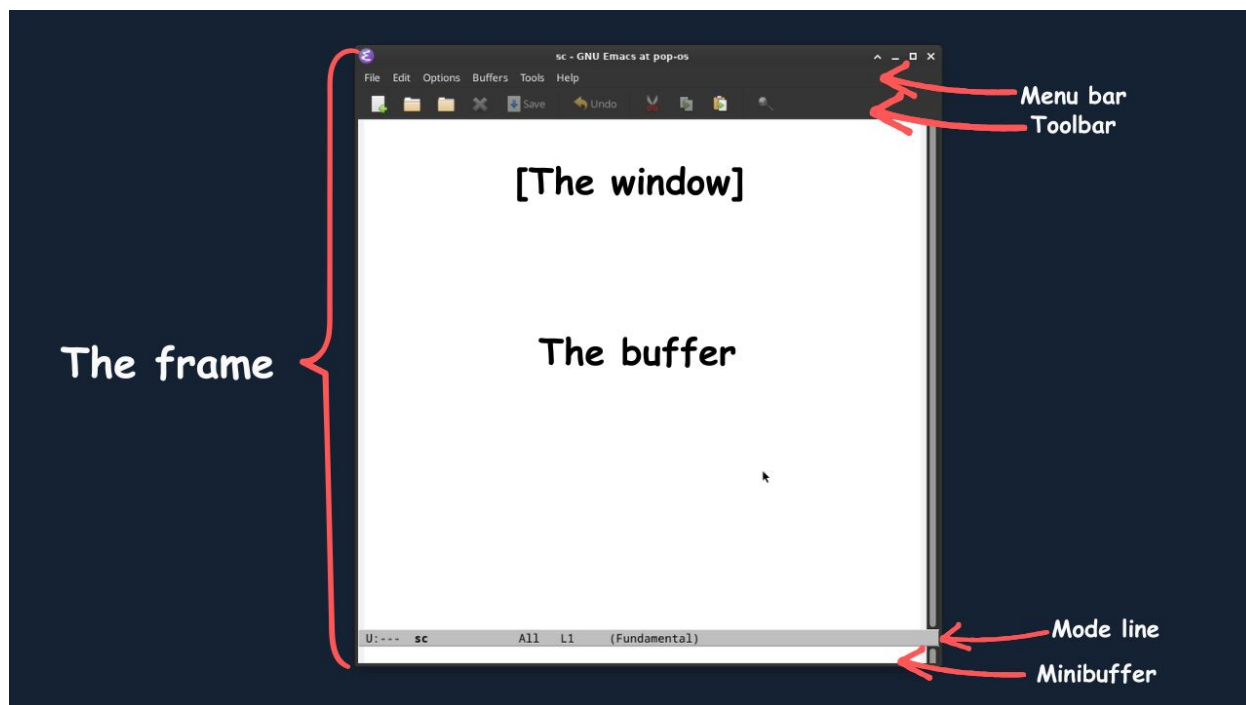 sc - GNU Emacs at pop-os
File Edit Options Buffers Tools Help
Save Undo
Menu bar
Toolbar
[The window]
The buffer
The frame
U:--- sc All L1 (Fundamental)
Mode line
Minibuffer